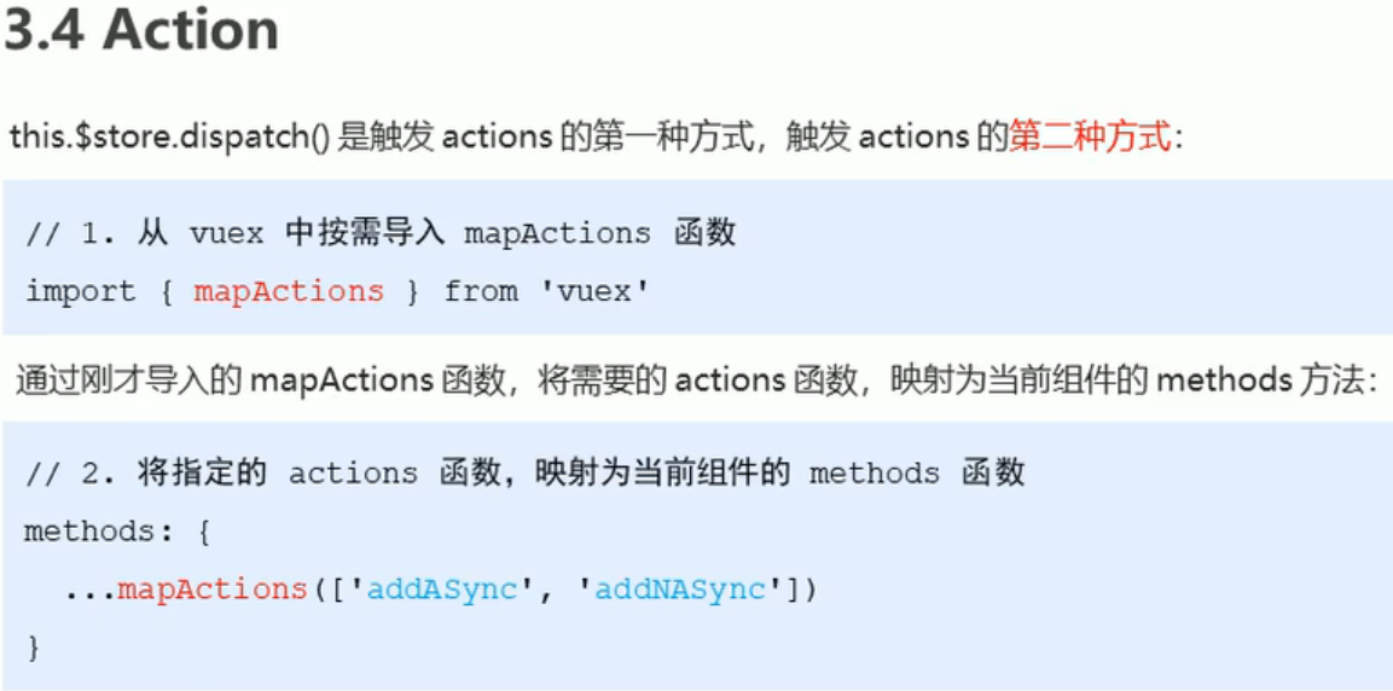 3.4 Action
this.$store.dispatch() 是触发 actions 的第一种方式，触发 actions 的第二种方式：
// 1. 从 vuex 中按需导入 mapActions 函数
import { mapActions } from 'vuex'
通过刚才导入的 mapActions 函数，将需要的 actions 函数，映射为当前组件的 methods 方法：
// 2. 将指定的 actions 函数，映射为当前组件的 methods 函数
methods: {
  ...mapActions(['addASync', 'addNASync'])
}